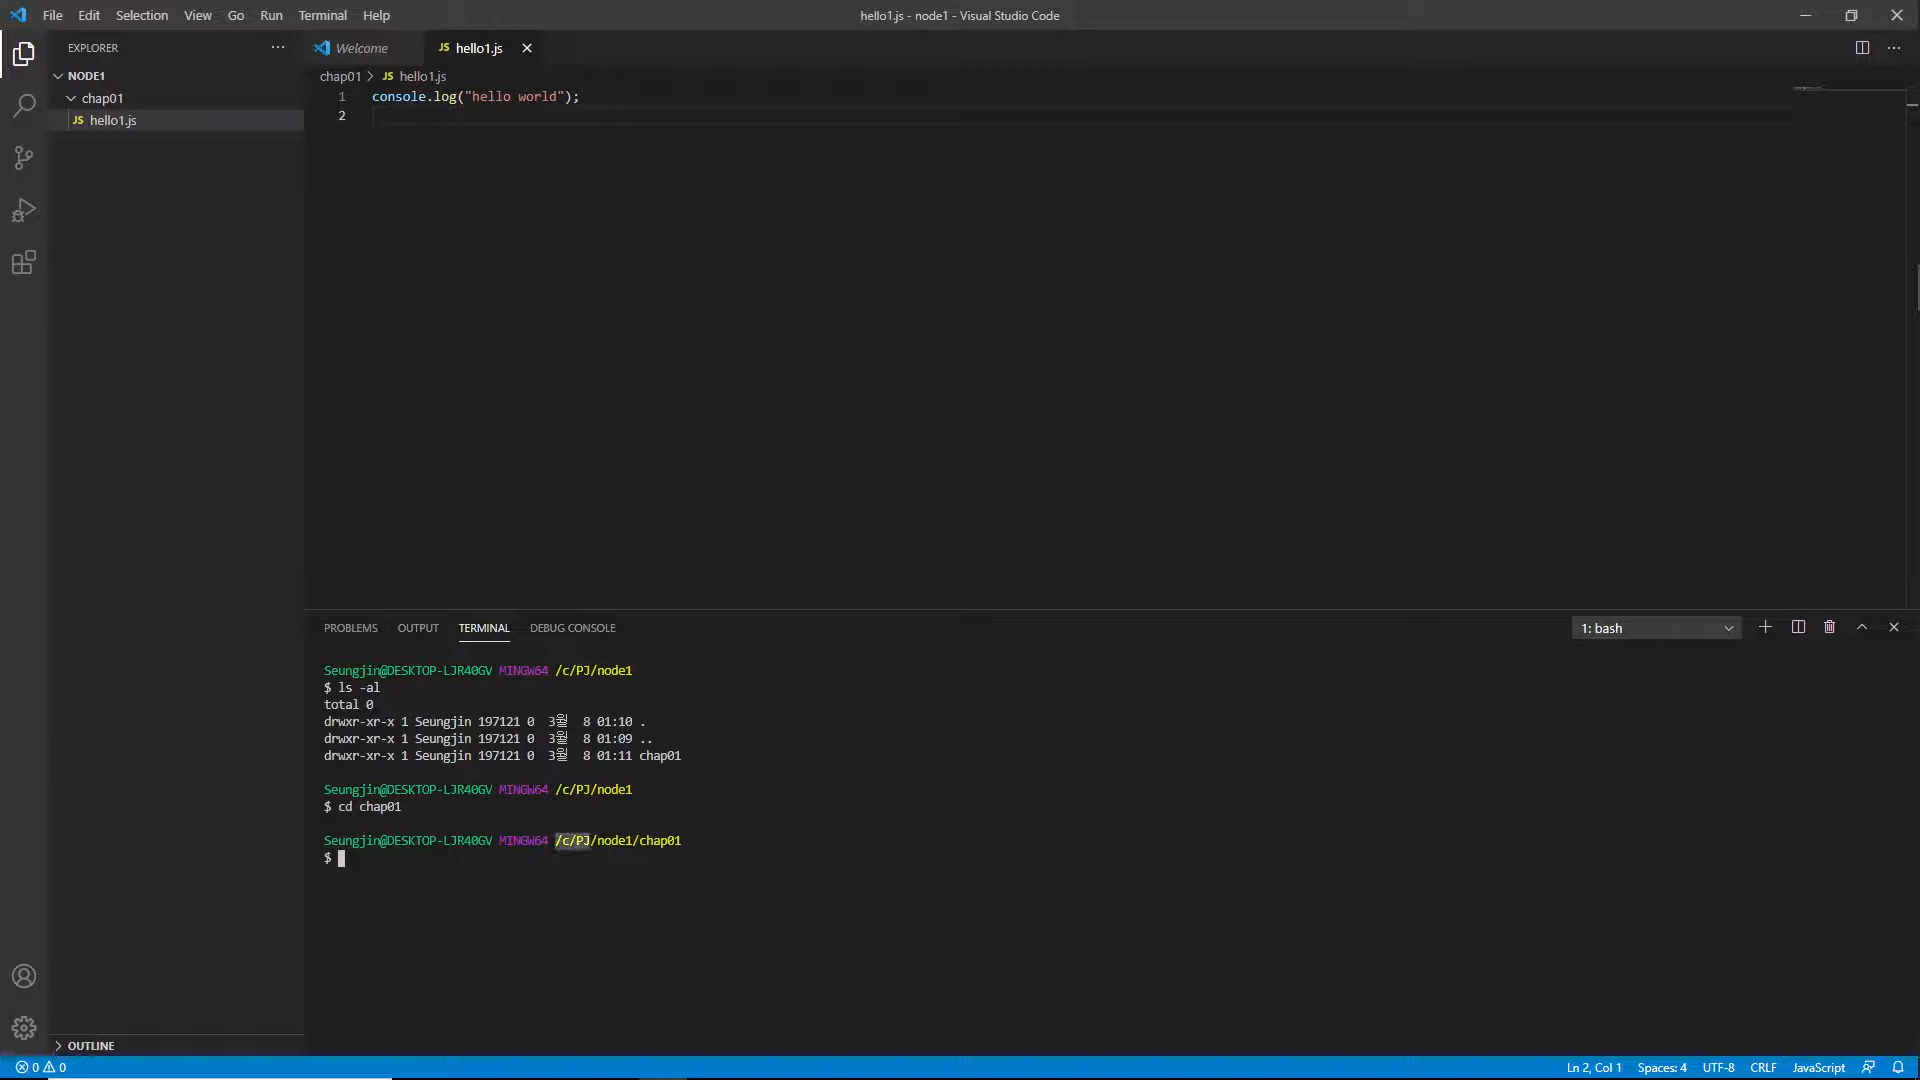 File Edit Selection View Go Run Terminal Help
hello1.js - node1 - Visual Studio Code
EXPLORER
Welcome
JS hello1.js
NODE1
chap01
JS hello1.js
chap01 > JS hello1.js
1 console.log("hello world");
2
PROBLEMS OUTPUT TERMINAL DEBUG CONSOLE
1: bash
Seungjin@DESKTOP-LJR40GV MINGW64 /c/PJ/node1
$ ls -al
total 0
drwxr-xr-x 1 Seungjin 197121 0 3월 8 01:10 .
drwxr-xr-x 1 Seungjin 197121 0 3월 8 01:09 ..
drwxr-xr-x 1 Seungjin 197121 0 3월 8 01:11 chap01
Seungjin@DESKTOP-LJR40GV MINGW64 /c/PJ/node1
$ cd chap01
Seungjin@DESKTOP-LJR40GV MINGW64 /c/PJ/node1/chap01
$
OUTLINE
0 0
Ln 2, Col 1 Spaces: 4 UTF-8 CRLF JavaScript